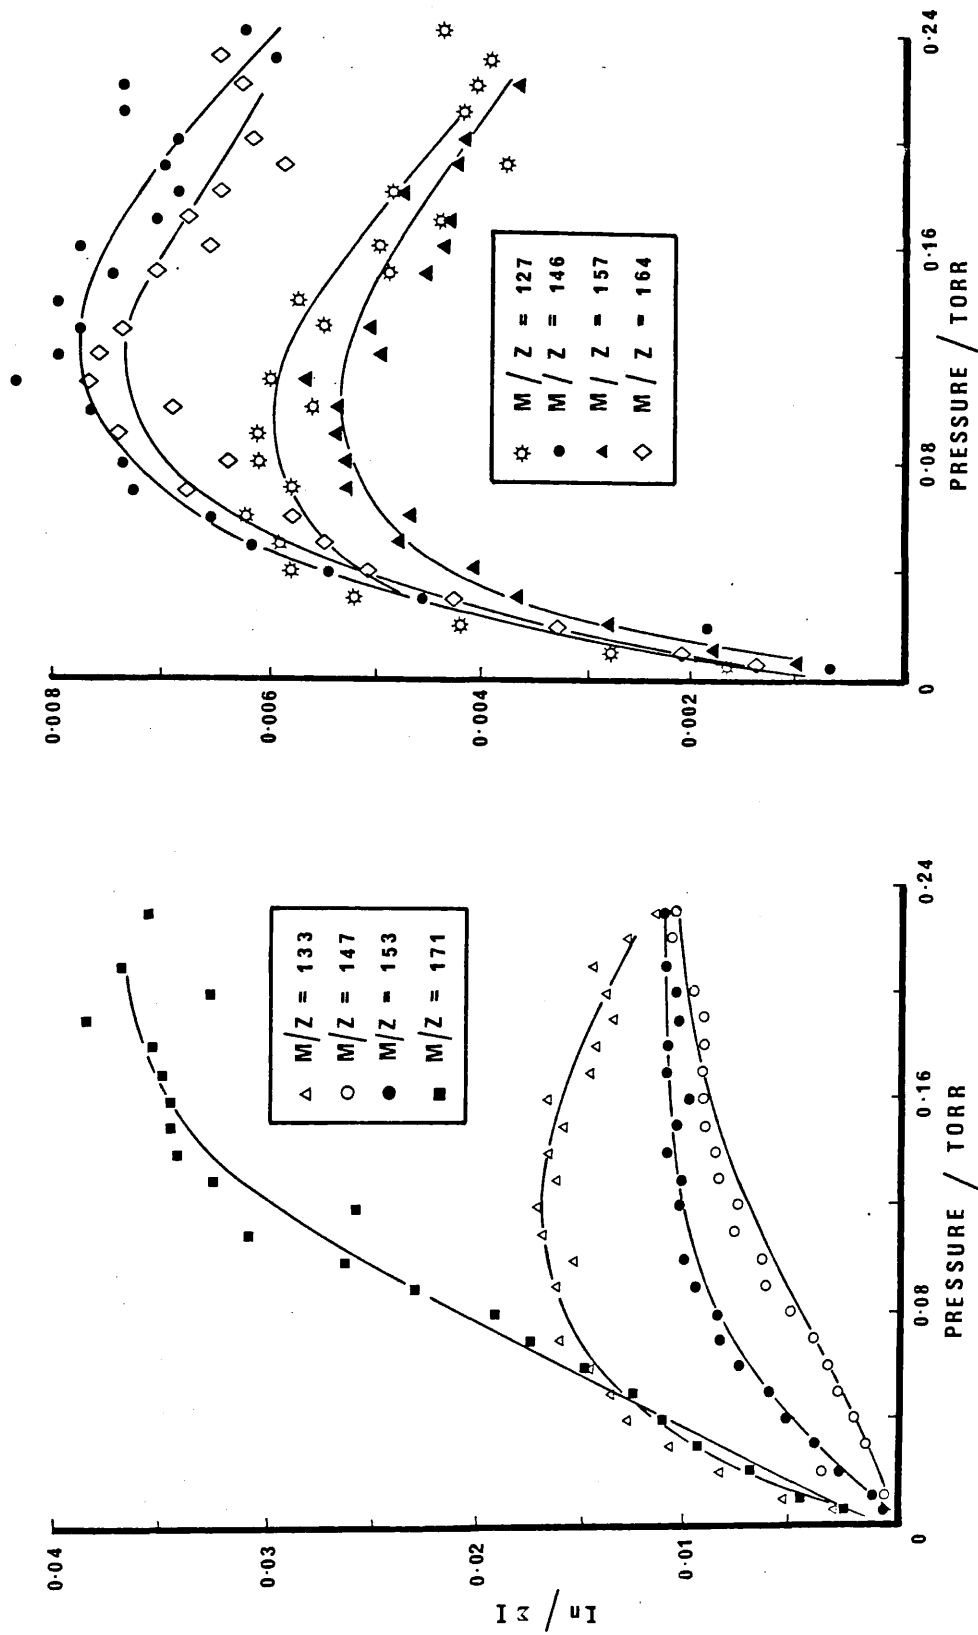 0·04
0·03
0·02
0·01
0
In / Σ I
0·08
0·16
0·24
PRESSURE / TORR
M/Z = 133
M/Z = 147
M/Z = 153
M/Z = 171
0·008
0·006
0·004
0·002
0
0·08
0·16
0·24
PRESSURE / TORR
M/Z = 127
M/Z = 146
M/Z = 157
M/Z = 164